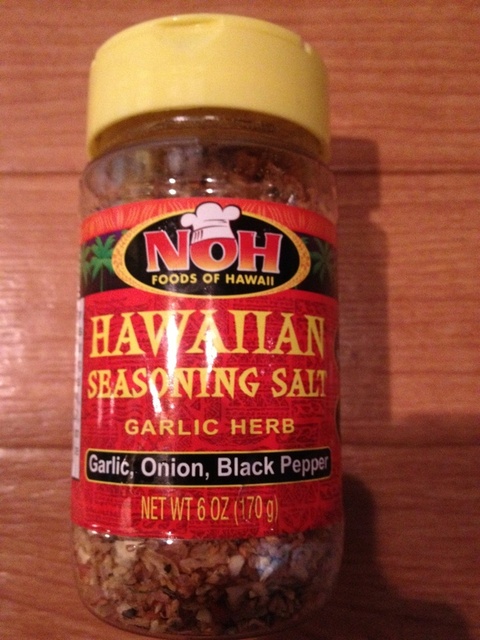 NOH
FOODS OF HAWAII
HAWAIIAN
SEASONING SALT
GARLIC HERB
Garlic, Onion, Black Pepper
NET WT 6 OZ (170 g)